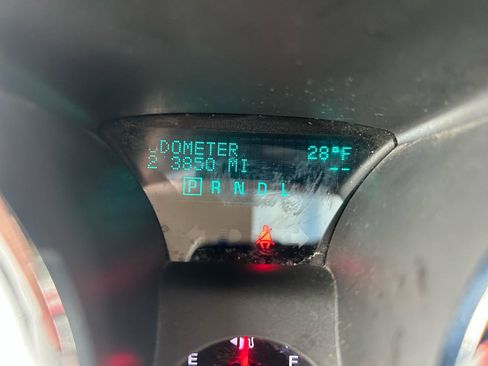 ODOMETER 28°F
2 3850 MI --
P R N D L
E F